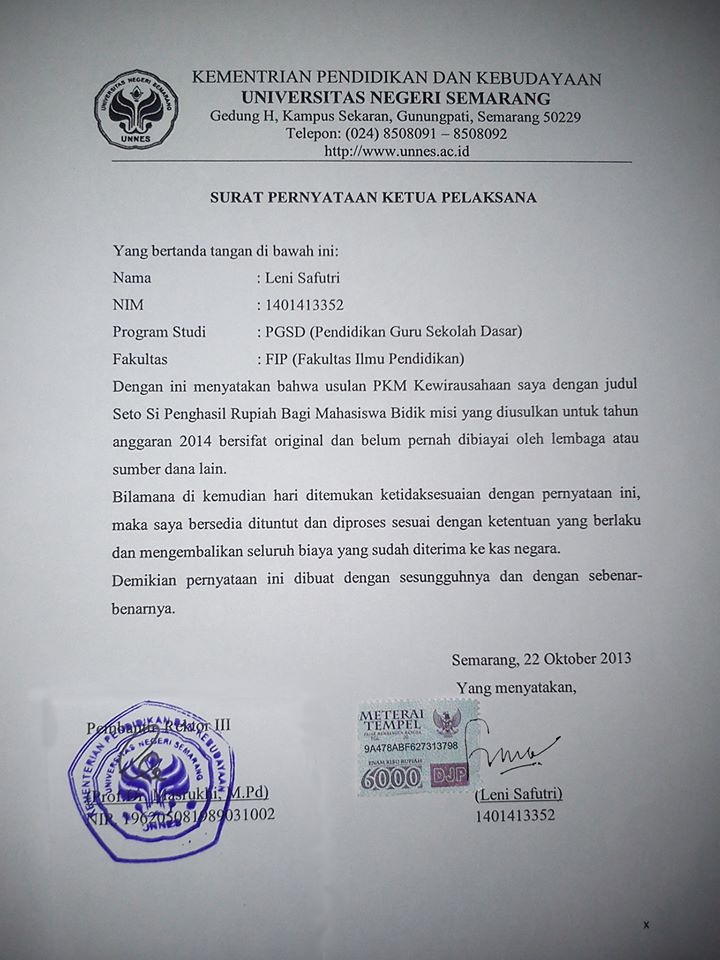 KEMENTRIAN PENDIDIKAN DAN KEBUDAYAAN
UNIVERSITAS NEGERI SEMARANG
Gedung H, Kampus Sekaran, Gunungpati, Semarang 50229
Telepon: (024) 8508091 – 8508092
http://www.unnes.ac.id
UNIVERSITAS NEGERI SEMARANG
UNNES
SURAT PERNYATAAN KETUA PELAKSANA
Yang bertanda tangan di bawah ini:
Nama : Leni Safutri
NIM : 1401413352
Program Studi : PGSD (Pendidikan Guru Sekolah Dasar)
Fakultas : FIP (Fakultas Ilmu Pendidikan)
Dengan ini menyatakan bahwa usulan PKM Kewirausahaan saya dengan judul
Seto Si Penghasil Rupiah Bagi Mahasiswa Bidik misi yang diusulkan untuk tahun
anggaran 2014 bersifat original dan belum pernah dibiayai oleh lembaga atau
sumber dana lain.
Bilamana di kemudian hari ditemukan ketidaksesuaian dengan pernyataan ini,
maka saya bersedia dituntut dan diproses sesuai dengan ketentuan yang berlaku
dan mengembalikan seluruh biaya yang sudah diterima ke kas negara.
Demikian pernyataan ini dibuat dengan sesungguhnya dan dengan sebenar-
benarnya.
Semarang, 22 Oktober 2013
Yang menyatakan,
Pembantu Rektor III
(Prof.Dr. Masrukhi, M.Pd)
NIP. 196205081989031002
KEMENTERIAN PENDIDIKAN DAN KEBUDAYAAN
UNIVERSITAS NEGERI SEMARANG
UNNES
METERAI
TEMPEL
9A478ABF627313798
ENAM RIBU RUPIAH
6000 DJP
(Leni Safutri)
1401413352
x